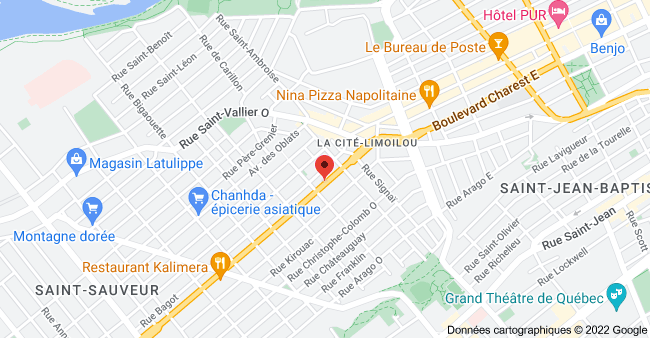 Hôtel PUR
Le Bureau de Poste
Benjo
Rue Saint-Benoît
Rue Saint-Ambroise
Rue Saint-Léon
Rue de Carillon
Rue Bigaouette
Nina Pizza Napolitaine
Boulevard Charest E
Rue Saint-Vallier O
LA CITÉ-LIMOILOU
Rue Père-Grenier
Av. des Oblats
Rue Lavigueur
Rue de la Tourelle
Magasin Latulippe
Rue Signaï
Chanhda -
épicerie asiatique
Rue Arago E
SAINT-JEAN-BAPTIS
Rue Saint-Jean
Rue Scott
Montagne dorée
Rue Christophe-Colomb O
Rue Kirouac
Rue Châteauguay
Rue Franklin
Rue Arago O
Rue Saint-Olivier
Rue Richelieu
Rue Lockwell
Restaurant Kalimera
SAINT-SAUVEUR
Rue Bagot
Rue Ann
Grand Théâtre de Québec
Données cartographiques © 2022 Google